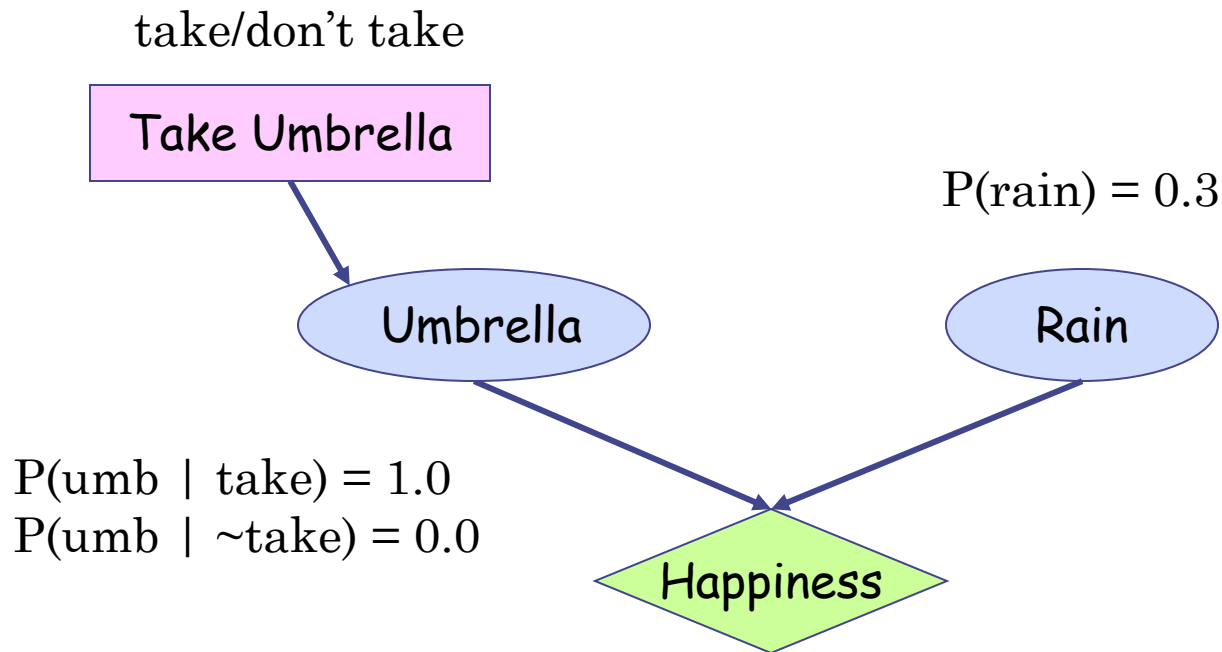 take/don’t take
Take Umbrella
P(rain) = 0.3
Umbrella
Rain
P(umb | take) = 1.0
P(umb | ~take) = 0.0
Happiness